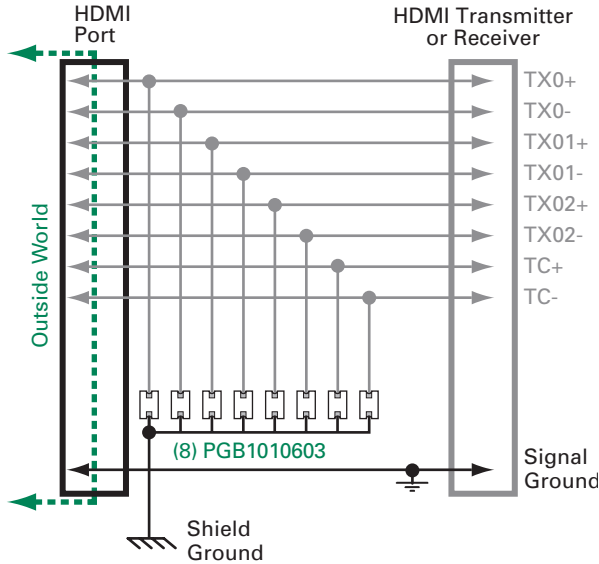 HDMI
Port
HDMI Transmitter
or Receiver
TX0+
TX0-
TX01+
TX01-
TX02+
TX02-
TC+
TC-
Outside World
(8) PGB1010603
Signal
Ground
Shield
Ground